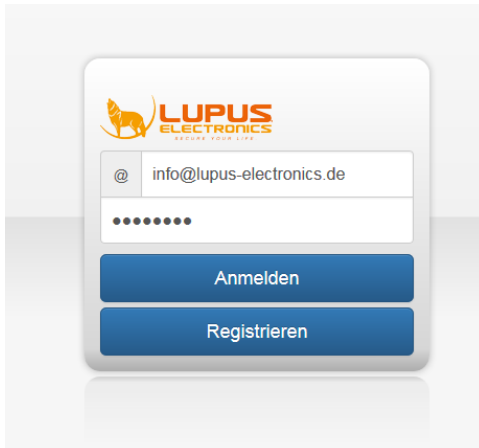 LUPUS
ELECTRONICS
SECURE YOUR LIFE
@ info@lupus-electronics.de
••••••••
Anmelden
Registrieren